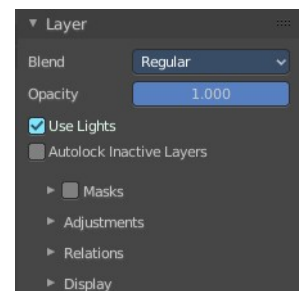 Layer
Blend Regular
Opacity 1.000
Use Lights
Autolock Inactive Layers
Masks
Adjustments
Relations
Display